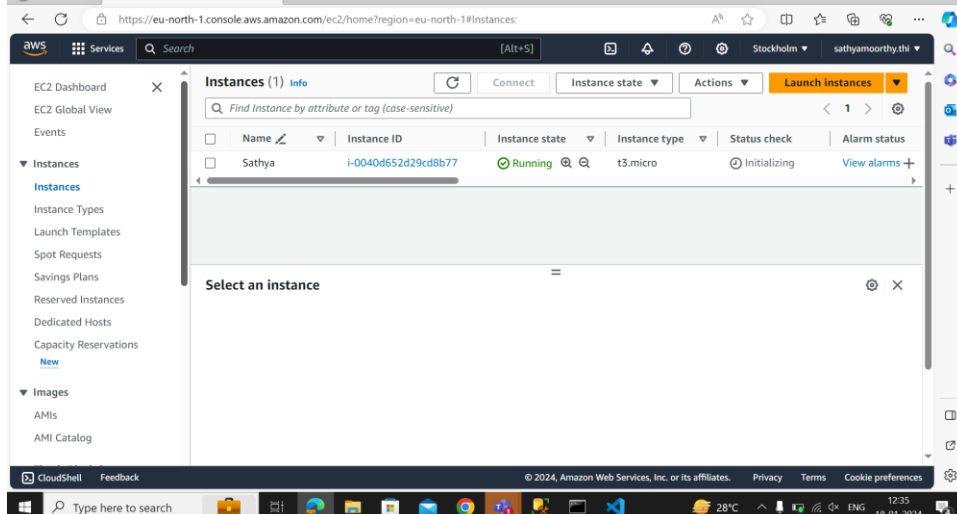 https://eu-north-1.console.aws.amazon.com/ec2/home?region=eu-north-1#Instances:
aws Services Search [Alt+S] Stockholm ▼ sathyamoorthy.thi ▼
EC2 Dashboard
EC2 Global View
Events
Instances
Instances
Instance Types
Launch Templates
Spot Requests
Savings Plans
Reserved Instances
Dedicated Hosts
Capacity Reservations
New
Images
AMIs
AMI Catalog
Instances (1) Info Connect Instance state ▼ Actions ▼ Launch instances ▼
Find Instance by attribute or tag (case-sensitive) < 1 >
Name Instance ID Instance state Instance type Status check Alarm status
Sathya i-0040d652d29cd8b77 Running t3.micro Initializing View alarms +
Select an instance
CloudShell Feedback © 2024, Amazon Web Services, Inc. or its affiliates. Privacy Terms Cookie preferences
Type here to search 28°C ENG 12:35
18-01-2024